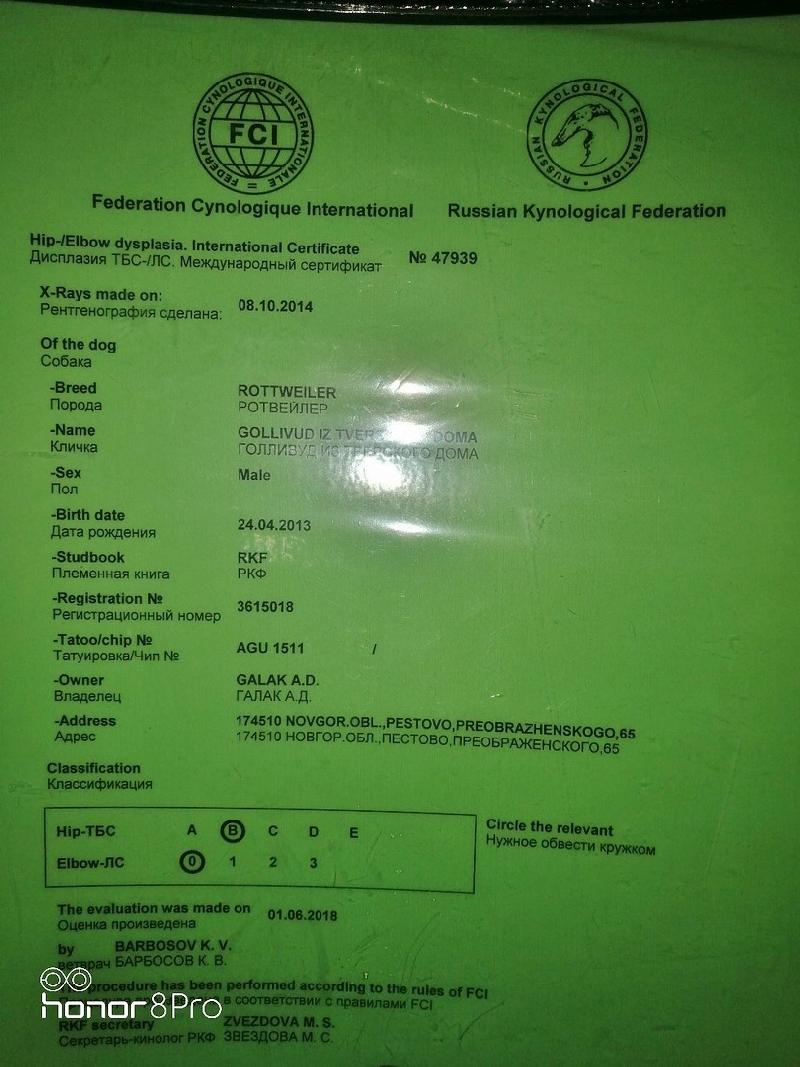 FEDERATION CYNOLOGIQUE INTERNATIONALE
FCI
RUSSIAN KYNOLOGICAL FEDERATION
Federation Cynologique International
Russian Kynological Federation
Hip-/Elbow dysplasia. International Certificate
Дисплазия ТБС-/ЛС. Международный сертификат
№ 47939
X-Rays made on:
Рентгенография сделана:
08.10.2014
Of the dog
Собака
-Breed ROTTWEILER
Порода РОТВЕЙЛЕР
-Name GOLLIVUD IZ DOMA
Кличка ГОЛЛИВУД ИЗ ТВЕРСКОГО ДОМА
-Sex Male
Пол
-Birth date
Дата рождения
24.04.2013
-Studbook RKF
Племенная книга РКФ
-Registration №
Регистрационный номер
3615018
-Tatoo/chip №
Татуировка/Чип №
AGU 1511 /
-Owner GALAK A.D.
Владелец ГАЛАК А.Д.
-Address 174510 NOVGOR.OBL.,PESTOVO,PREOBRAZHENSKOGO,65
Адрес 174510 НОВГОР.ОБЛ.,ПЕСТОВО,ПРЕОБРАЖЕНСКОГО,65
Classification
Классификация
Hip-ТБС A B C D E
Elbow-ЛС 0 1 2 3
Circle the relevant
Нужное обвести кружком
The evaluation was made on
Оценка произведена
01.06.2018
by BARBOSOV K. V.
ветврач БАРБОСОВ К. В.
procedure has been performed according to the rules of FCI
в соответствии с правилами FCI
RKF secretary ZVEZDOVA M. S.
Секретарь-кинолог РКФ ЗВЕЗДОВА М. С.
honor 8 Pro